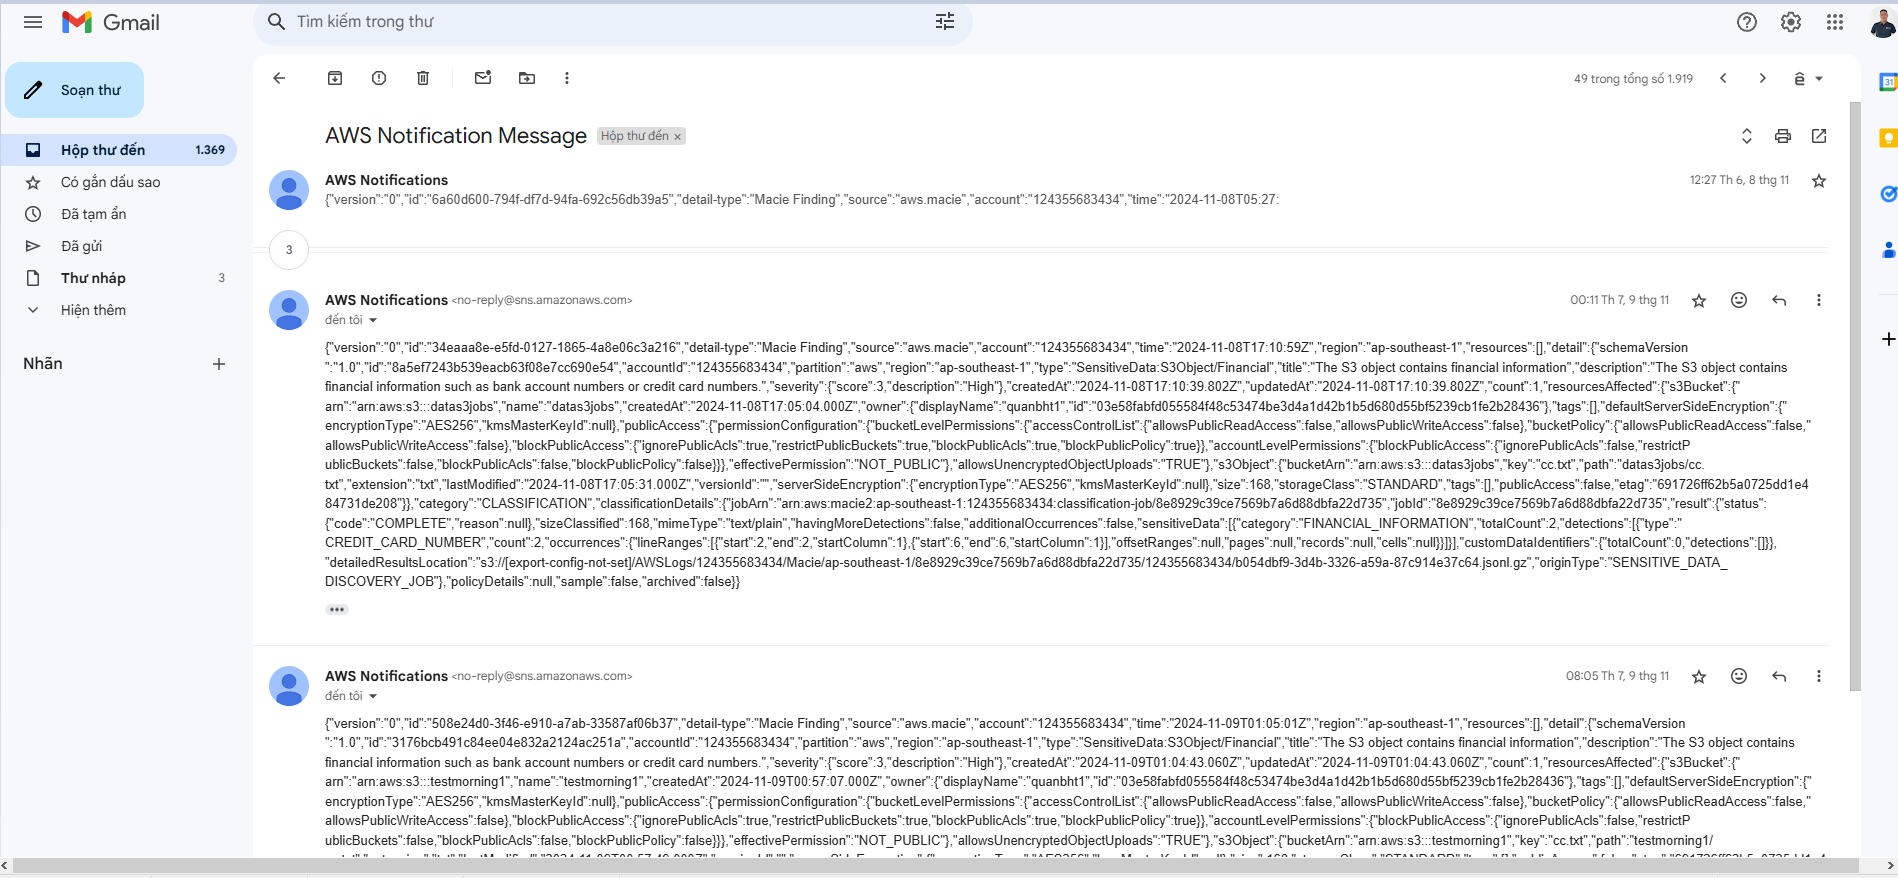 Gmail
Tìm kiếm trong thư
Soạn thư
Hộp thư đến 1.369
Có gắn dấu sao
Đã tạm ẩn
Đã gửi
Thư nháp 3
Hiện thêm
Nhãn
49 trong tổng số 1.919
AWS Notification Message Hộp thư đến ×
AWS Notifications 12:27 Th 6, 8 thg 11
{"version":"0","id":"6a60d600-794f-df7d-94fa-692c56db39a5","detail-type":"Macie Finding","source":"aws.macie","account":"124355683434","time":"2024-11-08T05:27:
3
AWS Notifications <no-reply@sns.amazonaws.com> 00:11 Th 7, 9 thg 11
đến tôi
{"version":"0","id":"34eaaa8e-e5fd-0127-1865-4a8e06c3a216","detail-type":"Macie Finding","source":"aws.macie","account":"124355683434","time":"2024-11-08T17:10:59Z","region":"ap-southeast-1","resources":[],"detail":{"schemaVersion
":"1.0","id":"8a5ef7243b539eacb63f08e7cc690e54","accountId":"124355683434","partition":"aws","region":"ap-southeast-1","type":"SensitiveData:S3Object/Financial","title":"The S3 object contains financial information","description":"The S3 object contains
financial information such as bank account numbers or credit card numbers.","severity":{"score":3,"description":"High"},"createdAt":"2024-11-08T17:10:39.802Z","updatedAt":"2024-11-08T17:10:39.802Z","count":1,"resourcesAffected":{"s3Bucket":{"
arn":"arn:aws:s3:::datas3jobs","name":"datas3jobs","createdAt":"2024-11-08T17:05:04.000Z","owner":{"displayName":"quanbht1","id":"03e58fabfd055584f48c53474be3d4a1d42b1b5d680d55bf5239cb1fe2b28436"},"tags":[],"defaultServerSideEncryption":{"
encryptionType":"AES256","kmsMasterKeyId":null},"publicAccess":{"permissionConfiguration":{"bucketLevelPermissions":{"accessControlList":{"allowsPublicReadAccess":false,"allowsPublicWriteAccess":false},"bucketPolicy":{"allowsPublicReadAccess":false,"
allowsPublicWriteAccess":false},"blockPublicAccess":{"ignorePublicAcls":true,"restrictPublicBuckets":true,"blockPublicAcls":true,"blockPublicPolicy":true}},"accountLevelPermissions":{"blockPublicAccess":{"ignorePublicAcls":false,"restrictP
ublicBuckets":false,"blockPublicAcls":false,"blockPublicPolicy":false}}},"effectivePermission":"NOT_PUBLIC"},"allowsUnencryptedObjectUploads":"TRUE"},"s3Object":{"bucketArn":"arn:aws:s3:::datas3jobs","key":"cc.txt","path":"datas3jobs/cc.
txt","extension":"txt","lastModified":"2024-11-08T17:05:31.000Z","versionId":"","serverSideEncryption":{"encryptionType":"AES256","kmsMasterKeyId":null},"size":168,"storageClass":"STANDARD","tags":[],"publicAccess":false,"etag":"691726ff62b5a0725dd1e4
84731de208"}},"category":"CLASSIFICATION","classificationDetails":{"jobArn":"arn:aws:macie2:ap-southeast-1:124355683434:classification-job/8e8929c39ce7569b7a6d88dbfa22d735","jobId":"8e8929c39ce7569b7a6d88dbfa22d735","result":{"status":
{"code":"COMPLETE","reason":null},"sizeClassified":168,"mimeType":"text/plain","havingMoreDetections":false,"additionalOccurrences":false,"sensitiveData":[{"category":"FINANCIAL_INFORMATION","totalCount":2,"detections":[{"type":"
CREDIT_CARD_NUMBER","count":2,"occurrences":{"lineRanges":[{"start":2,"end":2,"startColumn":1},{"start":6,"end":6,"startColumn":1}],"offsetRanges":null,"pages":null,"records":null,"cells":null}}]}],"customDataIdentifiers":{"totalCount":0,"detections":[]}},
"detailedResultsLocation":"s3://[export-config-not-set]/AWSLogs/124355683434/Macie/ap-southeast-1/8e8929c39ce7569b7a6d88dbfa22d735/124355683434/b054dbf9-3d4b-3326-a59a-87c914e37c64.jsonl.gz","originType":"SENSITIVE_DATA_
DISCOVERY_JOB"},"policyDetails":null,"sample":false,"archived":false}}
AWS Notifications <no-reply@sns.amazonaws.com> 08:05 Th 7, 9 thg 11
đến tôi
{"version":"0","id":"508e24d0-3f46-e910-a7ab-33587af06b37","detail-type":"Macie Finding","source":"aws.macie","account":"124355683434","time":"2024-11-09T01:05:01Z","region":"ap-southeast-1","resources":[],"detail":{"schemaVersion
":"1.0","id":"3176bcb491c84ee04e832a2124ac251a","accountId":"124355683434","partition":"aws","region":"ap-southeast-1","type":"SensitiveData:S3Object/Financial","title":"The S3 object contains financial information","description":"The S3 object contains
financial information such as bank account numbers or credit card numbers.","severity":{"score":3,"description":"High"},"createdAt":"2024-11-09T01:04:43.060Z","updatedAt":"2024-11-09T01:04:43.060Z","count":1,"resourcesAffected":{"s3Bucket":{"
arn":"arn:aws:s3:::testmorning1","name":"testmorning1","createdAt":"2024-11-09T00:57:07.000Z","owner":{"displayName":"quanbht1","id":"03e58fabfd055584f48c53474be3d4a1d42b1b5d680d55bf5239cb1fe2b28436"},"tags":[],"defaultServerSideEncryption":{"
encryptionType":"AES256","kmsMasterKeyId":null},"publicAccess":{"permissionConfiguration":{"bucketLevelPermissions":{"accessControlList":{"allowsPublicReadAccess":false,"allowsPublicWriteAccess":false},"bucketPolicy":{"allowsPublicReadAccess":false,"
allowsPublicWriteAccess":false},"blockPublicAccess":{"ignorePublicAcls":true,"restrictPublicBuckets":true,"blockPublicAcls":true,"blockPublicPolicy":true}},"accountLevelPermissions":{"blockPublicAccess":{"ignorePublicAcls":false,"restrictP
ublicBuckets":false,"blockPublicAcls":false,"blockPublicPolicy":false}}},"effectivePermission":"NOT_PUBLIC"},"allowsUnencryptedObjectUploads":"TRUE"},"s3Object":{"bucketArn":"arn:aws:s3:::testmorning1","key":"cc.txt","path":"testmorning1/